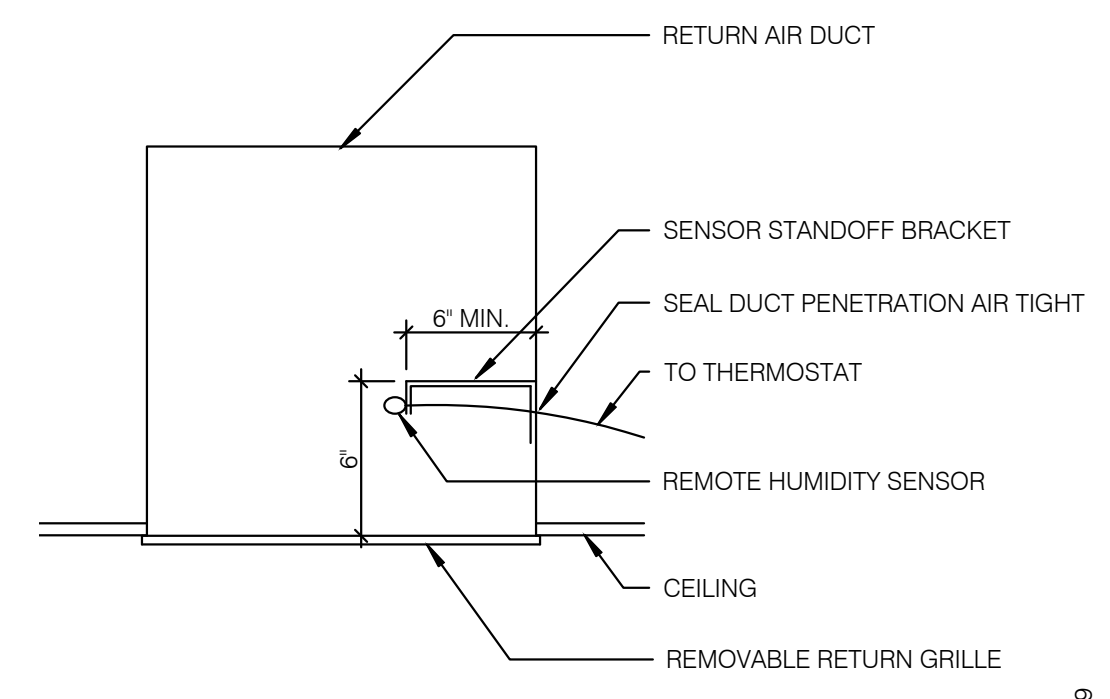 RETURN AIR DUCT
SENSOR STANDOFF BRACKET
SEAL DUCT PENETRATION AIR TIGHT
6" MIN.
TO THERMOSTAT
6"
REMOTE HUMIDITY SENSOR
CEILING
REMOVABLE RETURN GRILLE